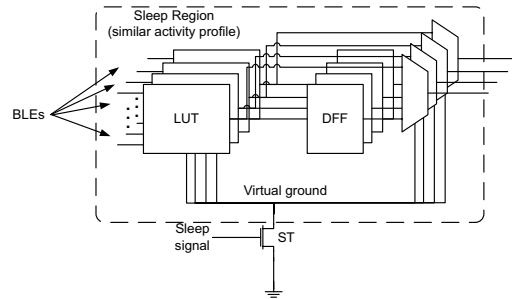 Sleep Region
(similar activity profile)
BLEs
LUT
DFF
Virtual ground
Sleep
signal
ST